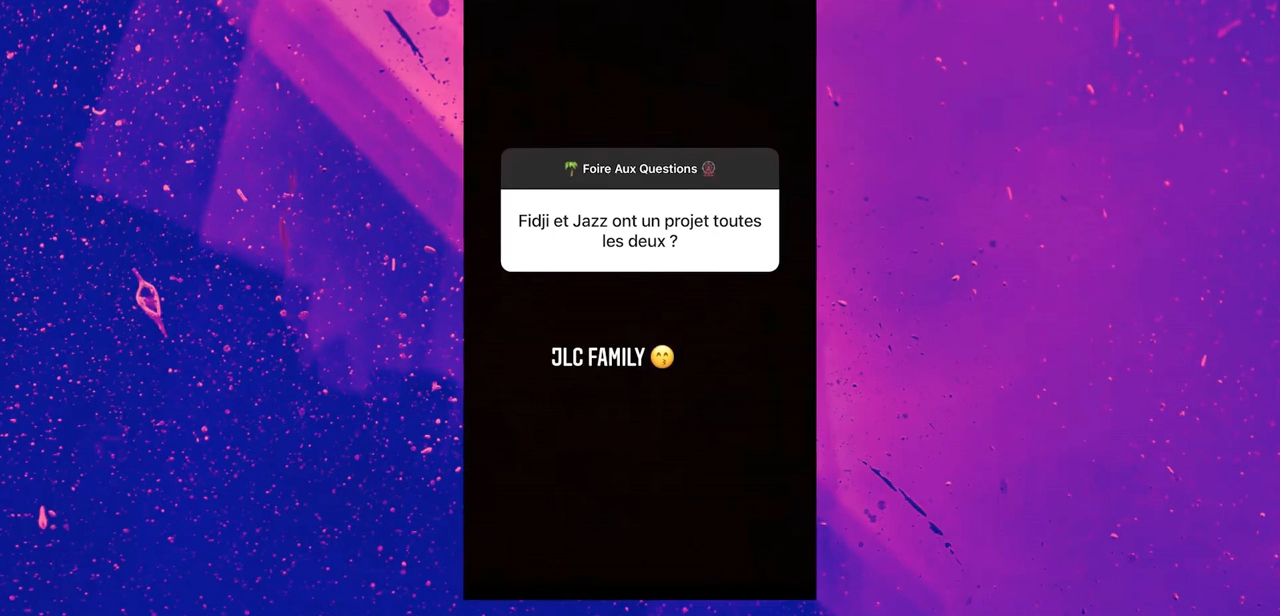 🌴 Foire Aux Questions 🎡
Fidji et Jazz ont un projet toutes
les deux ?
JLC FAMILY 😙